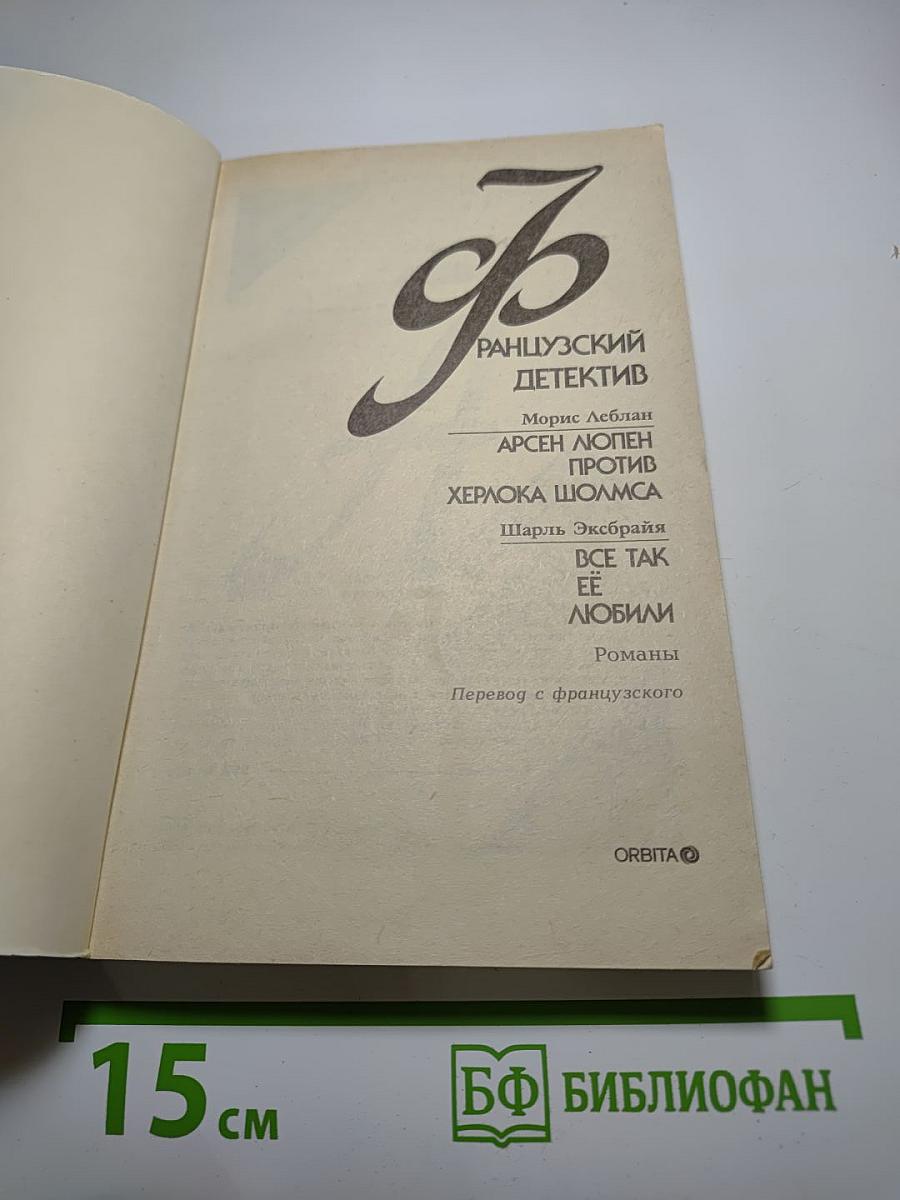 ФРАНЦУЗСКИЙ
ДЕТЕКТИВ
Морис Леблан
АРСЕН ЛЮПЕН
ПРОТИВ
ХЕРЛОКА ШОЛМСА
Шарль Эксбрайя
ВСЕ ТАК
ЕЁ
ЛЮБИЛИ
Романы
Перевод с французского
ORBITA
15 см
БФ БИБЛИОФАН